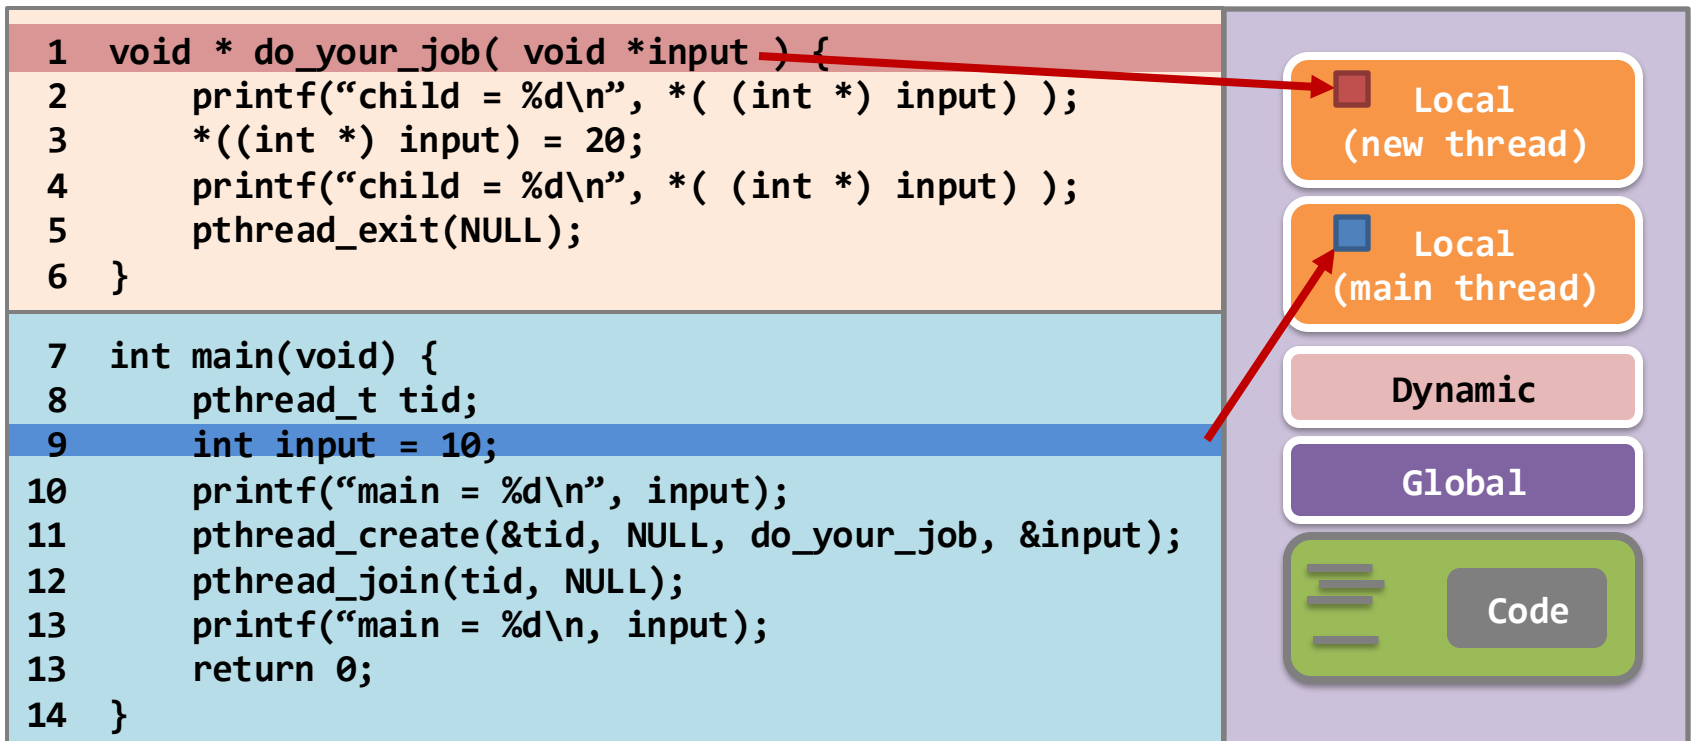 1 void * do_your_job( void *input ) {
2 printf(“child = %d\n”, *( (int *) input) );
3 *((int *) input) = 20;
4 printf(“child = %d\n”, *( (int *) input) );
5 pthread_exit(NULL);
6 }
7 int main(void) {
8 pthread_t tid;
9 int input = 10;
10 printf(“main = %d\n”, input);
11 pthread_create(&tid, NULL, do_your_job, &input);
12 pthread_join(tid, NULL);
13 printf(“main = %d\n, input);
13 return 0;
14 }
Local
(new thread)
Local
(main thread)
Dynamic
Global
Code